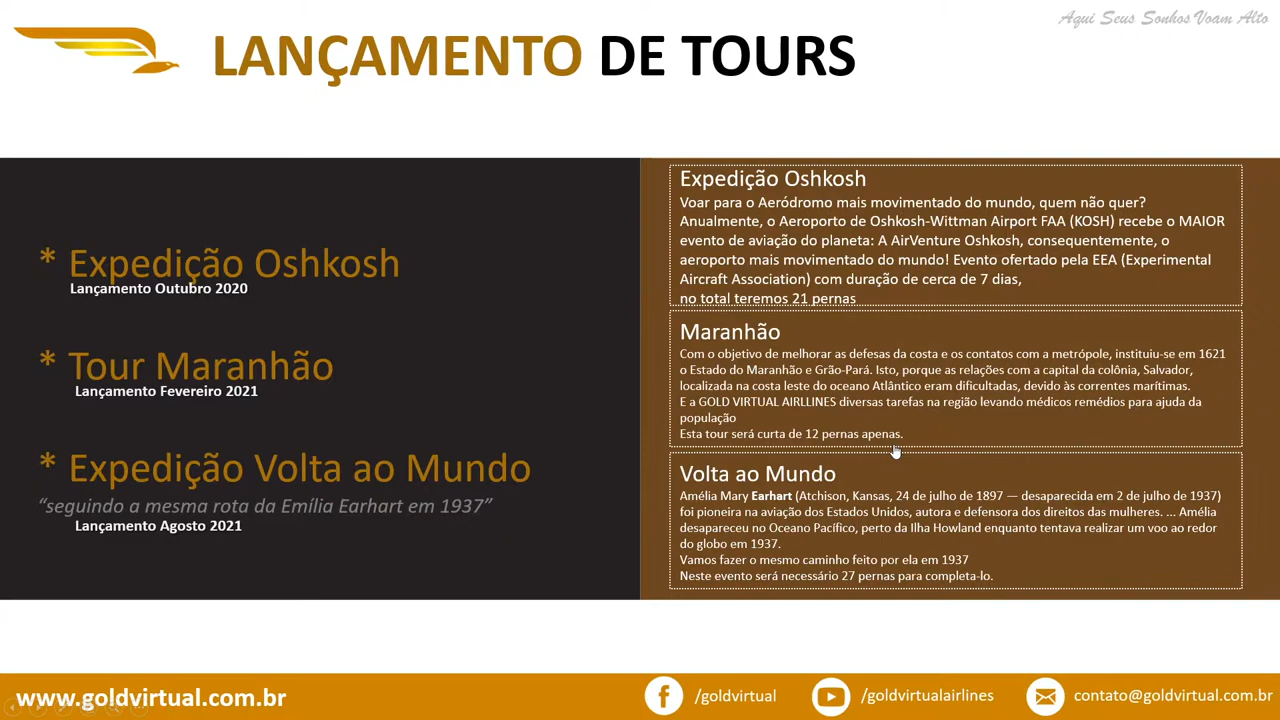 Aqui Seus Sonhos Voam Alto
LANÇAMENTO DE TOURS
* Expedição Oshkosh
Lançamento Outubro 2020
* Tour Maranhão
Lançamento Fevereiro 2021
* Expedição Volta ao Mundo
“seguindo a mesma rota da Emília Earhart em 1937”
Lançamento Agosto 2021
Expedição Oshkosh
Voar para o Aeródromo mais movimentado do mundo, quem não quer?
Anualmente, o Aeroporto de Oshkosh-Wittman Airport FAA (KOSH) recebe o MAIOR
evento de aviação do planeta: A AirVenture Oshkosh, consequentemente, o
aeroporto mais movimentado do mundo! Evento ofertado pela EEA (Experimental
Aircraft Association) com duração de cerca de 7 dias,
no total teremos 21 pernas
Maranhão
Com o objetivo de melhorar as defesas da costa e os contatos com a metrópole, instituiu-se em 1621
o Estado do Maranhão e Grão-Pará. Isto, porque as relações com a capital da colônia, Salvador,
localizada na costa leste do oceano Atlântico eram dificultadas, devido às correntes marítimas.
E a GOLD VIRTUAL AIRLLINES diversas tarefas na região levando médicos remédios para ajuda da
população
Esta tour será curta de 12 pernas apenas.
Volta ao Mundo
Amélia Mary Earhart (Atchison, Kansas, 24 de julho de 1897 — desaparecida em 2 de julho de 1937)
foi pioneira na aviação dos Estados Unidos, autora e defensora dos direitos das mulheres. ... Amélia
desapareceu no Oceano Pacífico, perto da Ilha Howland enquanto tentava realizar um voo ao redor
do globo em 1937.
Vamos fazer o mesmo caminho feito por ela em 1937
Neste evento será necessário 27 pernas para completa-lo.
www.goldvirtual.com.br
/goldvirtual
/goldvirtualairlines
contato@goldvirtual.com.br